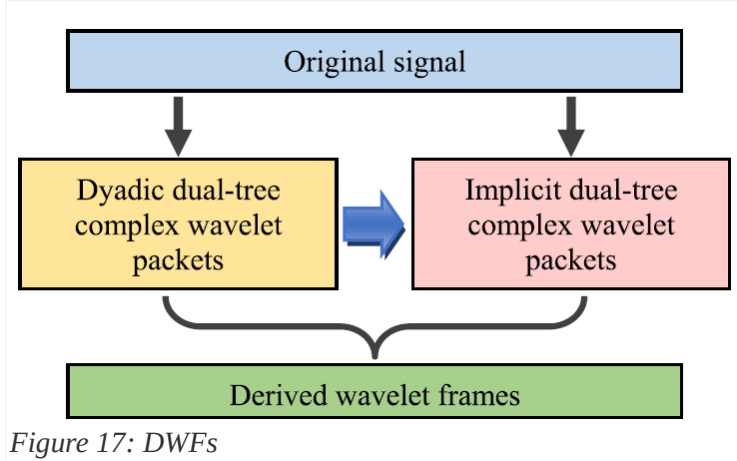 Original signal
Dyadic dual-tree
complex wavelet
packets
Implicit dual-tree
complex wavelet
packets
Derived wavelet frames
Figure 17: DWFs